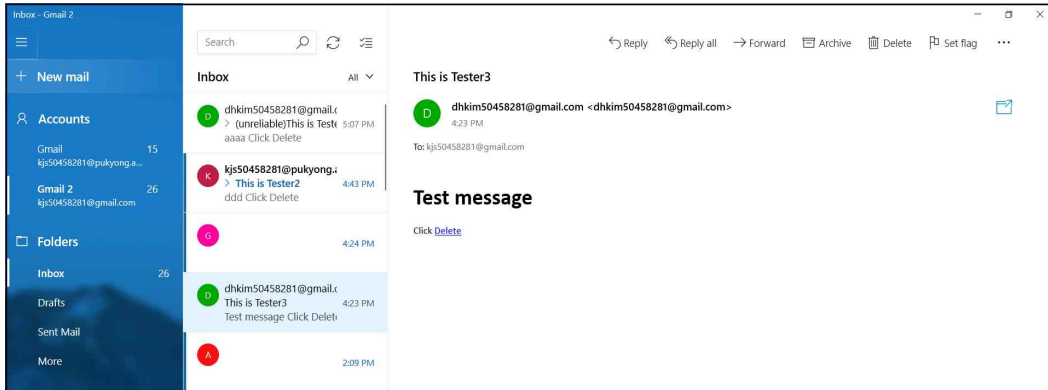 Inbox - Gmail 2
New mail
Accounts
Gmail 15
kjs50458281@pukyong.a...
Gmail 2 26
kjs50458281@gmail.com
Folders
Inbox 26
Drafts
Sent Mail
More
Search
Inbox All
D
dhkim50458281@gmail.c
> (unreliable)This is Teste 5:07 PM
aaaa Click Delete
K
kjs50458281@pukyong.a
> This is Tester2 4:43 PM
ddd Click Delete
G
4:24 PM
D
dhkim50458281@gmail.c
This is Tester3 4:23 PM
Test message Click Delete
A
2:09 PM
Reply Reply all Forward Archive Delete Set flag ...
This is Tester3
D
dhkim50458281@gmail.com <dhkim50458281@gmail.com>
4:23 PM
To: kjs50458281@gmail.com
Test message
Click Delete